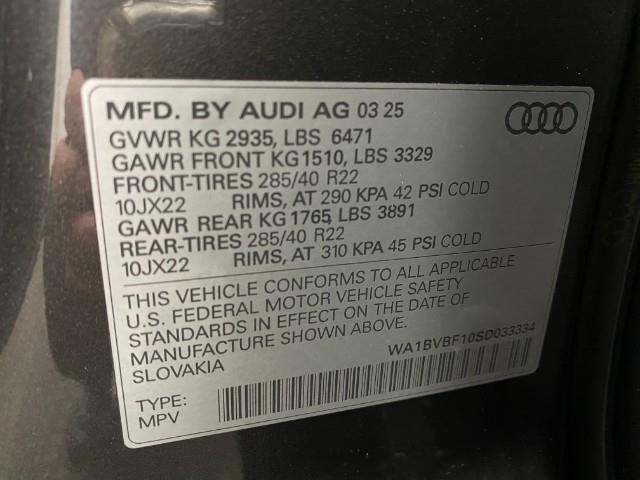 MFD. BY AUDI AG 03 25
GVWR KG 2935, LBS 6471
GAWR FRONT KG1510, LBS 3329
FRONT-TIRES 285/40 R22
10JX22 RIMS, AT 290 KPA 42 PSI COLD
GAWR REAR KG 1765, LBS 3891
REAR-TIRES 285/40 R22
10JX22 RIMS, AT 310 KPA 45 PSI COLD
THIS VEHICLE CONFORMS TO ALL APPLICABLE
U.S. FEDERAL MOTOR VEHICLE SAFETY
STANDARDS IN EFFECT ON THE DATE OF
MANUFACTURE SHOWN ABOVE.
SLOVAKIA
WA1BVBF10SD033334
TYPE:
MPV